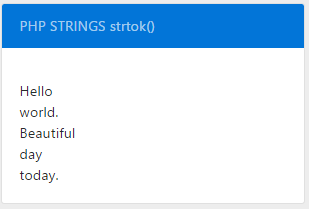 PHP STRINGS strtok()
Hello
world.
Beautiful
day
today.